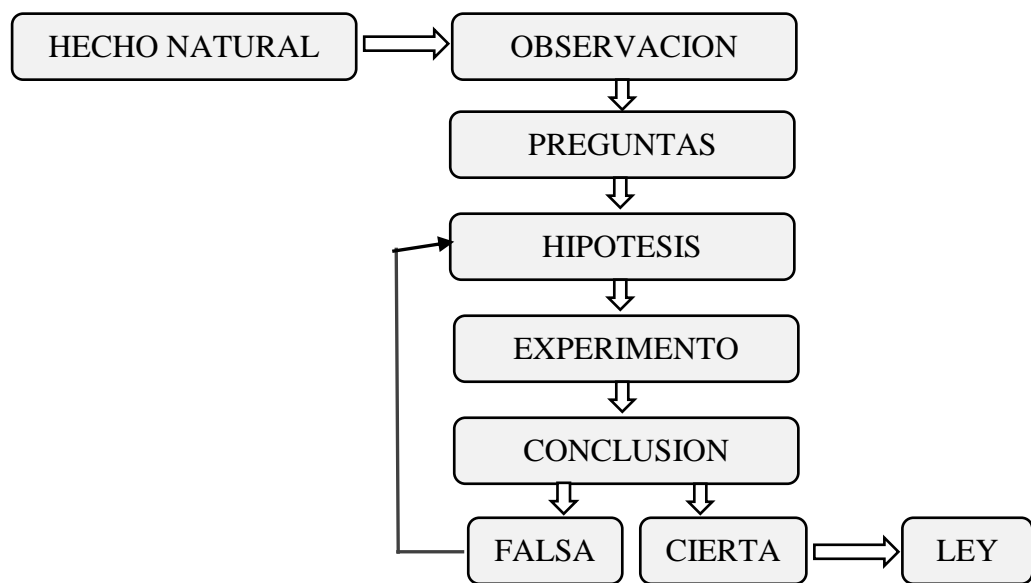 HECHO NATURAL
OBSERVACION
PREGUNTAS
HIPOTESIS
EXPERIMENTO
CONCLUSION
FALSA
CIERTA
LEY